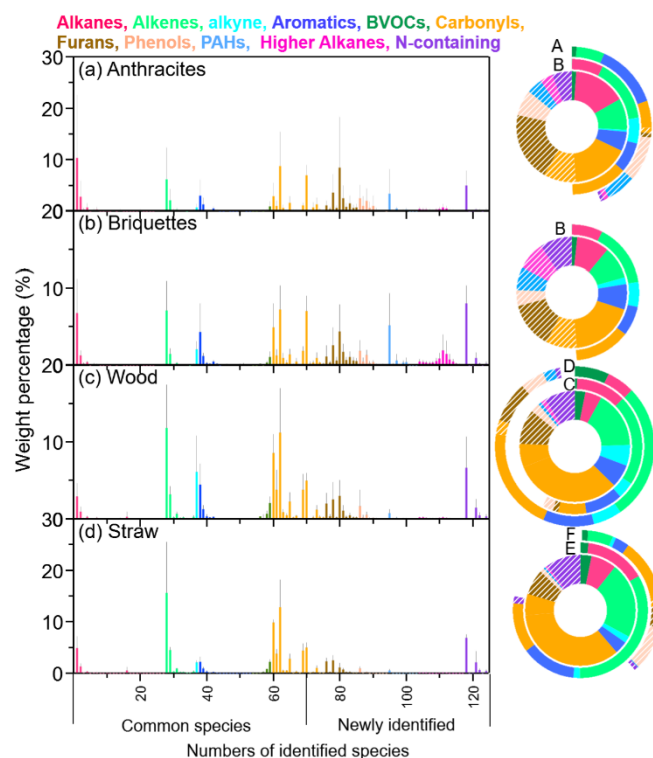 Alkanes, Alkenes, alkyne, Aromatics, BVOCs, Carbonyls,
Furans, Phenols, PAHs, Higher Alkanes, N-containing
30
(a) Anthracites
20
10
20
(b) Briquettes
10
20
(c) Wood
10
30
(d) Straw
20
10
0
Weight percentage (%)
20 40 60 80 100 120
Common species Newly identified
Numbers of identified species
A
B
B
D
C
F
E